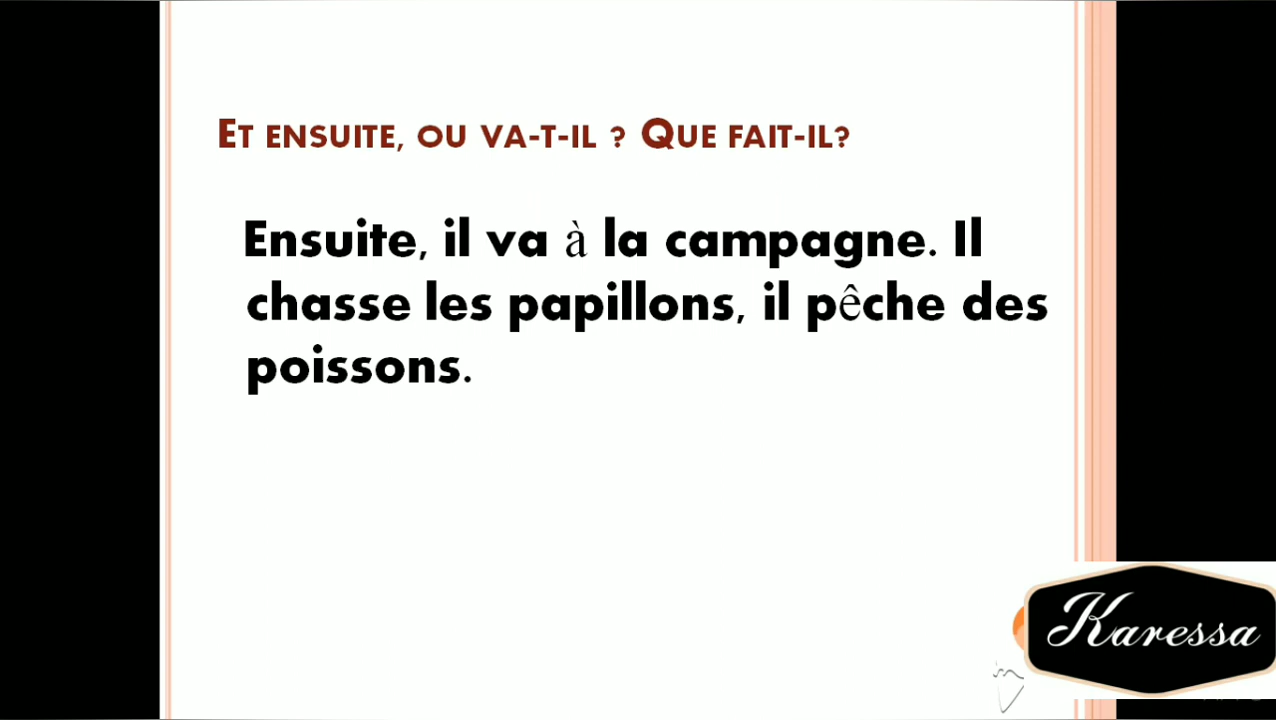 ET ENSUITE, OU VA-T-IL ? QUE FAIT-IL?
Ensuite, il va à la campagne. Il
chasse les papillons, il pêche des
poissons.
Karessa